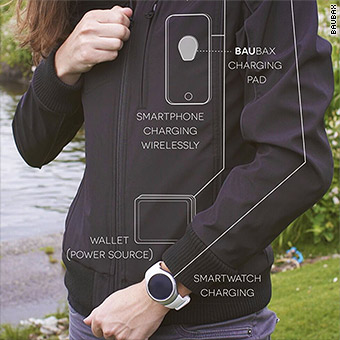 BAUBAX
BAUBAX
CHARGING
PAD
SMARTPHONE
CHARGING
WIRELESSLY
WALLET
(POWER SOURCE)
SMARTWATCH
CHARGING